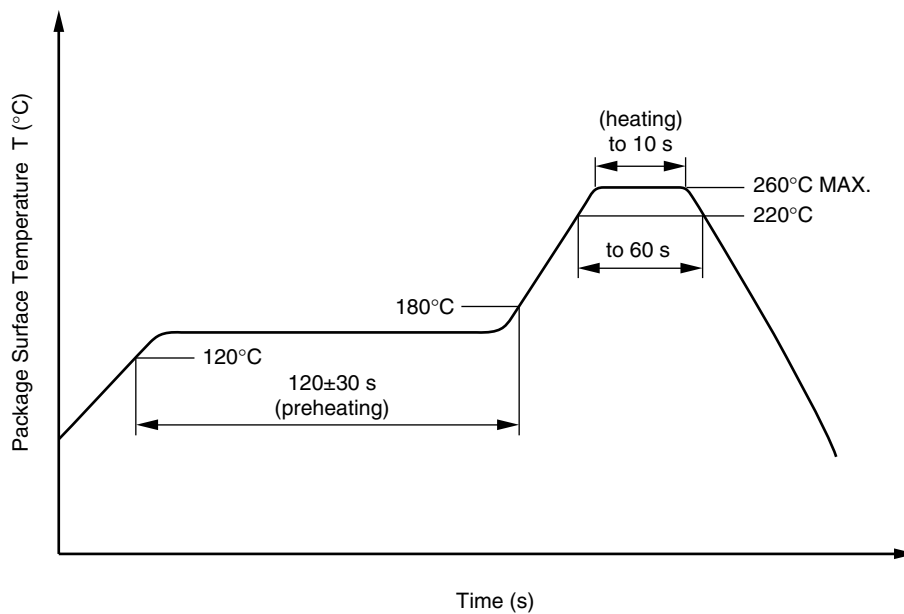 Package Surface Temperature T (°C)
(heating)
to 10 s
260°C MAX.
220°C
to 60 s
180°C
120°C
120±30 s
(preheating)
Time (s)